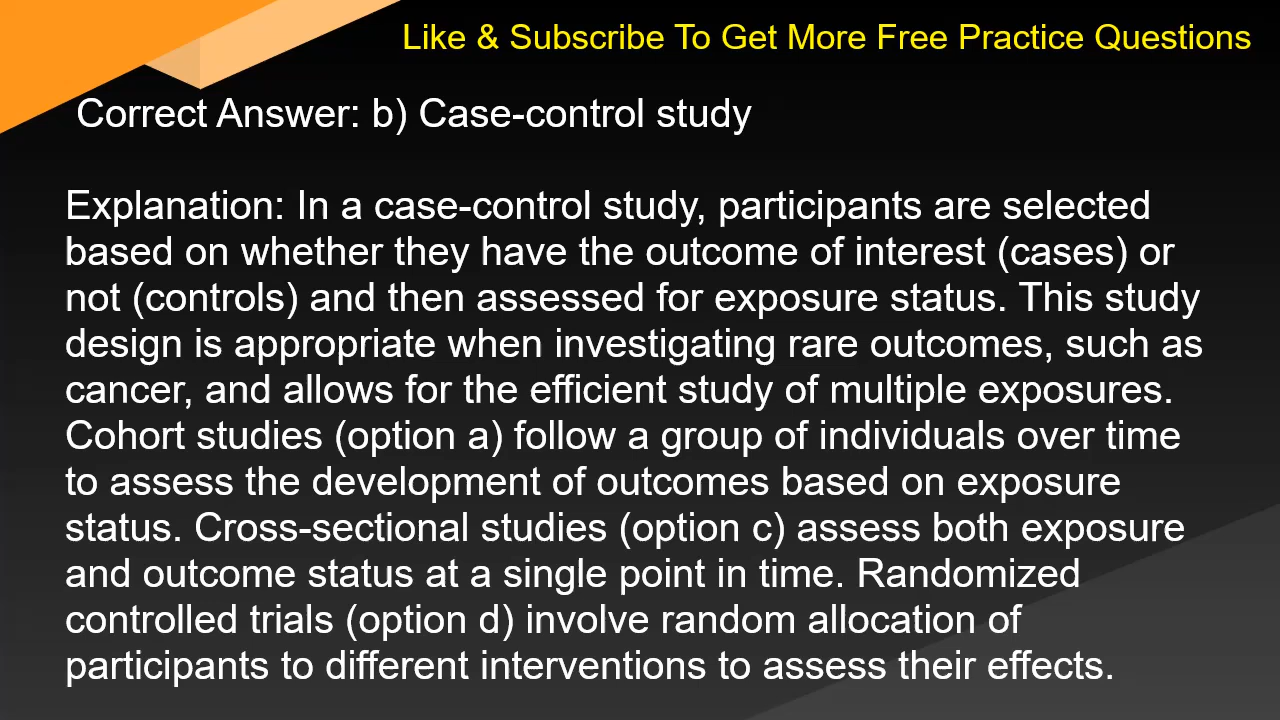 Like & Subscribe To Get More Free Practice Questions
Correct Answer: b) Case-control study
Explanation: In a case-control study, participants are selected
based on whether they have the outcome of interest (cases) or
not (controls) and then assessed for exposure status. This study
design is appropriate when investigating rare outcomes, such as
cancer, and allows for the efficient study of multiple exposures.
Cohort studies (option a) follow a group of individuals over time
to assess the development of outcomes based on exposure
status. Cross-sectional studies (option c) assess both exposure
and outcome status at a single point in time. Randomized
controlled trials (option d) involve random allocation of
participants to different interventions to assess their effects.